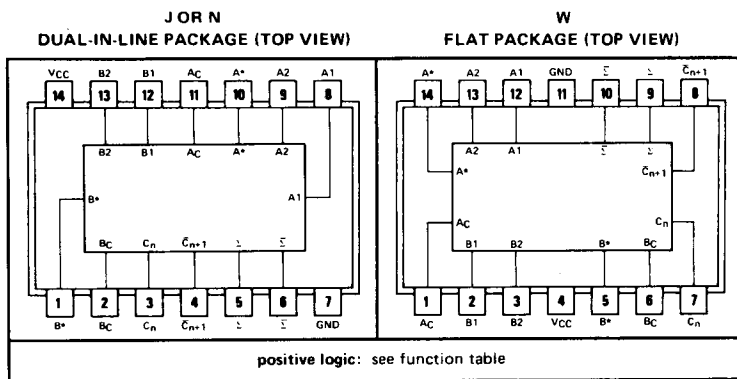 J OR N
DUAL-IN-LINE PACKAGE (TOP VIEW)
VCC B2 B1 AC A* A2 A1
14 13 12 11 10 9 8
B2 B1 AC A* A2
B* A1
BC Cn C̅n+1 Σ Σ̅
1 2 3 4 5 6 7
B* BC Cn C̅n+1 Σ Σ̅ GND
W
FLAT PACKAGE (TOP VIEW)
A* A2 A1 GND Σ̅ Σ C̅n+1
14 13 12 11 10 9 8
A2 A1 Σ̅ Σ
A* C̅n+1
AC Cn
B1 B2 B* BC
1 2 3 4 5 6 7
AC B1 B2 VCC B* BC Cn
positive logic: see function table